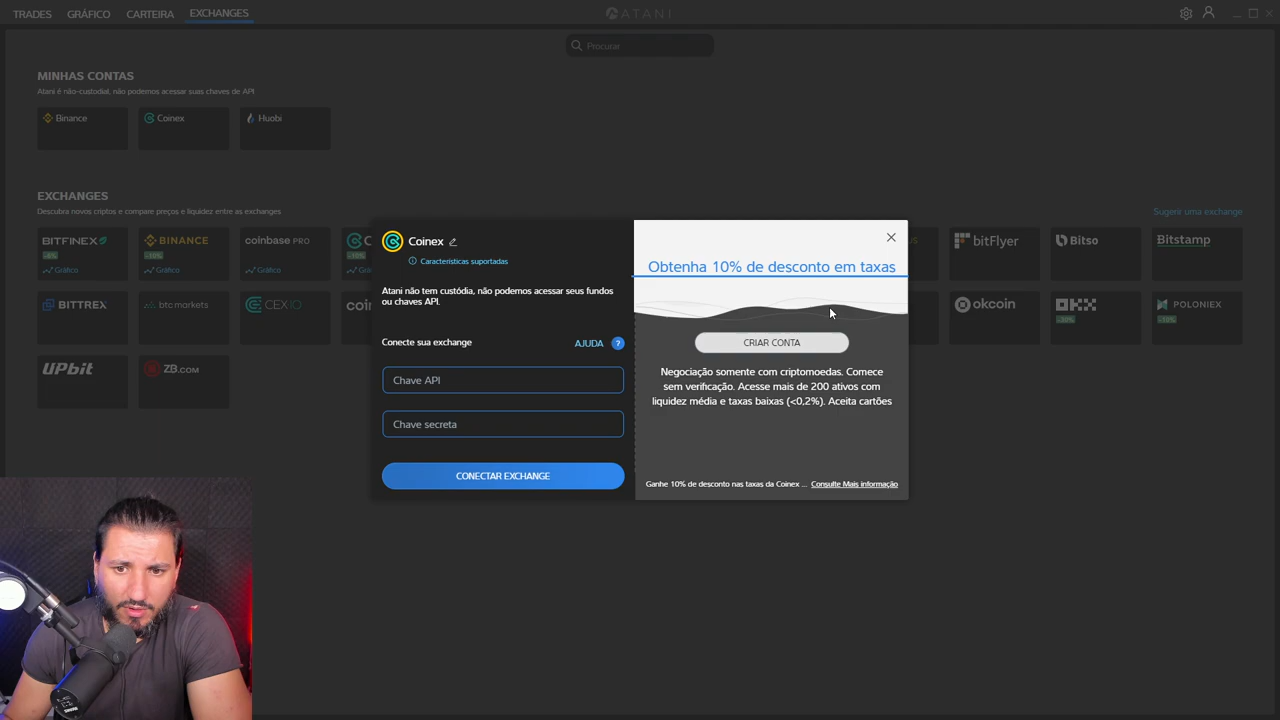 TRADES
GRÁFICO
CARTEIRA
EXCHANGES
ATANI
Procurar
MINHAS CONTAS
Atani é não-custodial, não podemos acessar suas chaves de API
Binance
Coinex
Huobi
EXCHANGES
Descubra novos criptos e compare preços e liquidez entre as exchanges
Sugerir uma exchange
BITFINEX
Gráfico
BINANCE
Gráfico
coinbase PRO
Gráfico
bitFlyer
Bitso
Bitstamp
BITTREX
btc markets
CEX.IO
okcoin
POLONIEX
UPbit
ZB.COM
Coinex
Características suportadas
Atani não tem custódia, não podemos acessar seus fundos
ou chaves API.
Conecte sua exchange
AJUDA ?
Chave API
Chave secreta
CONECTAR EXCHANGE
Obtenha 10% de desconto em taxas
CRIAR CONTA
Negociação somente com criptomoedas. Comece
sem verificação. Acesse mais de 200 ativos com
liquidez média e taxas baixas (<0,2%). Aceita cartões
Ganhe 10% de desconto nas taxas da Coinex ... Consulte Mais informação